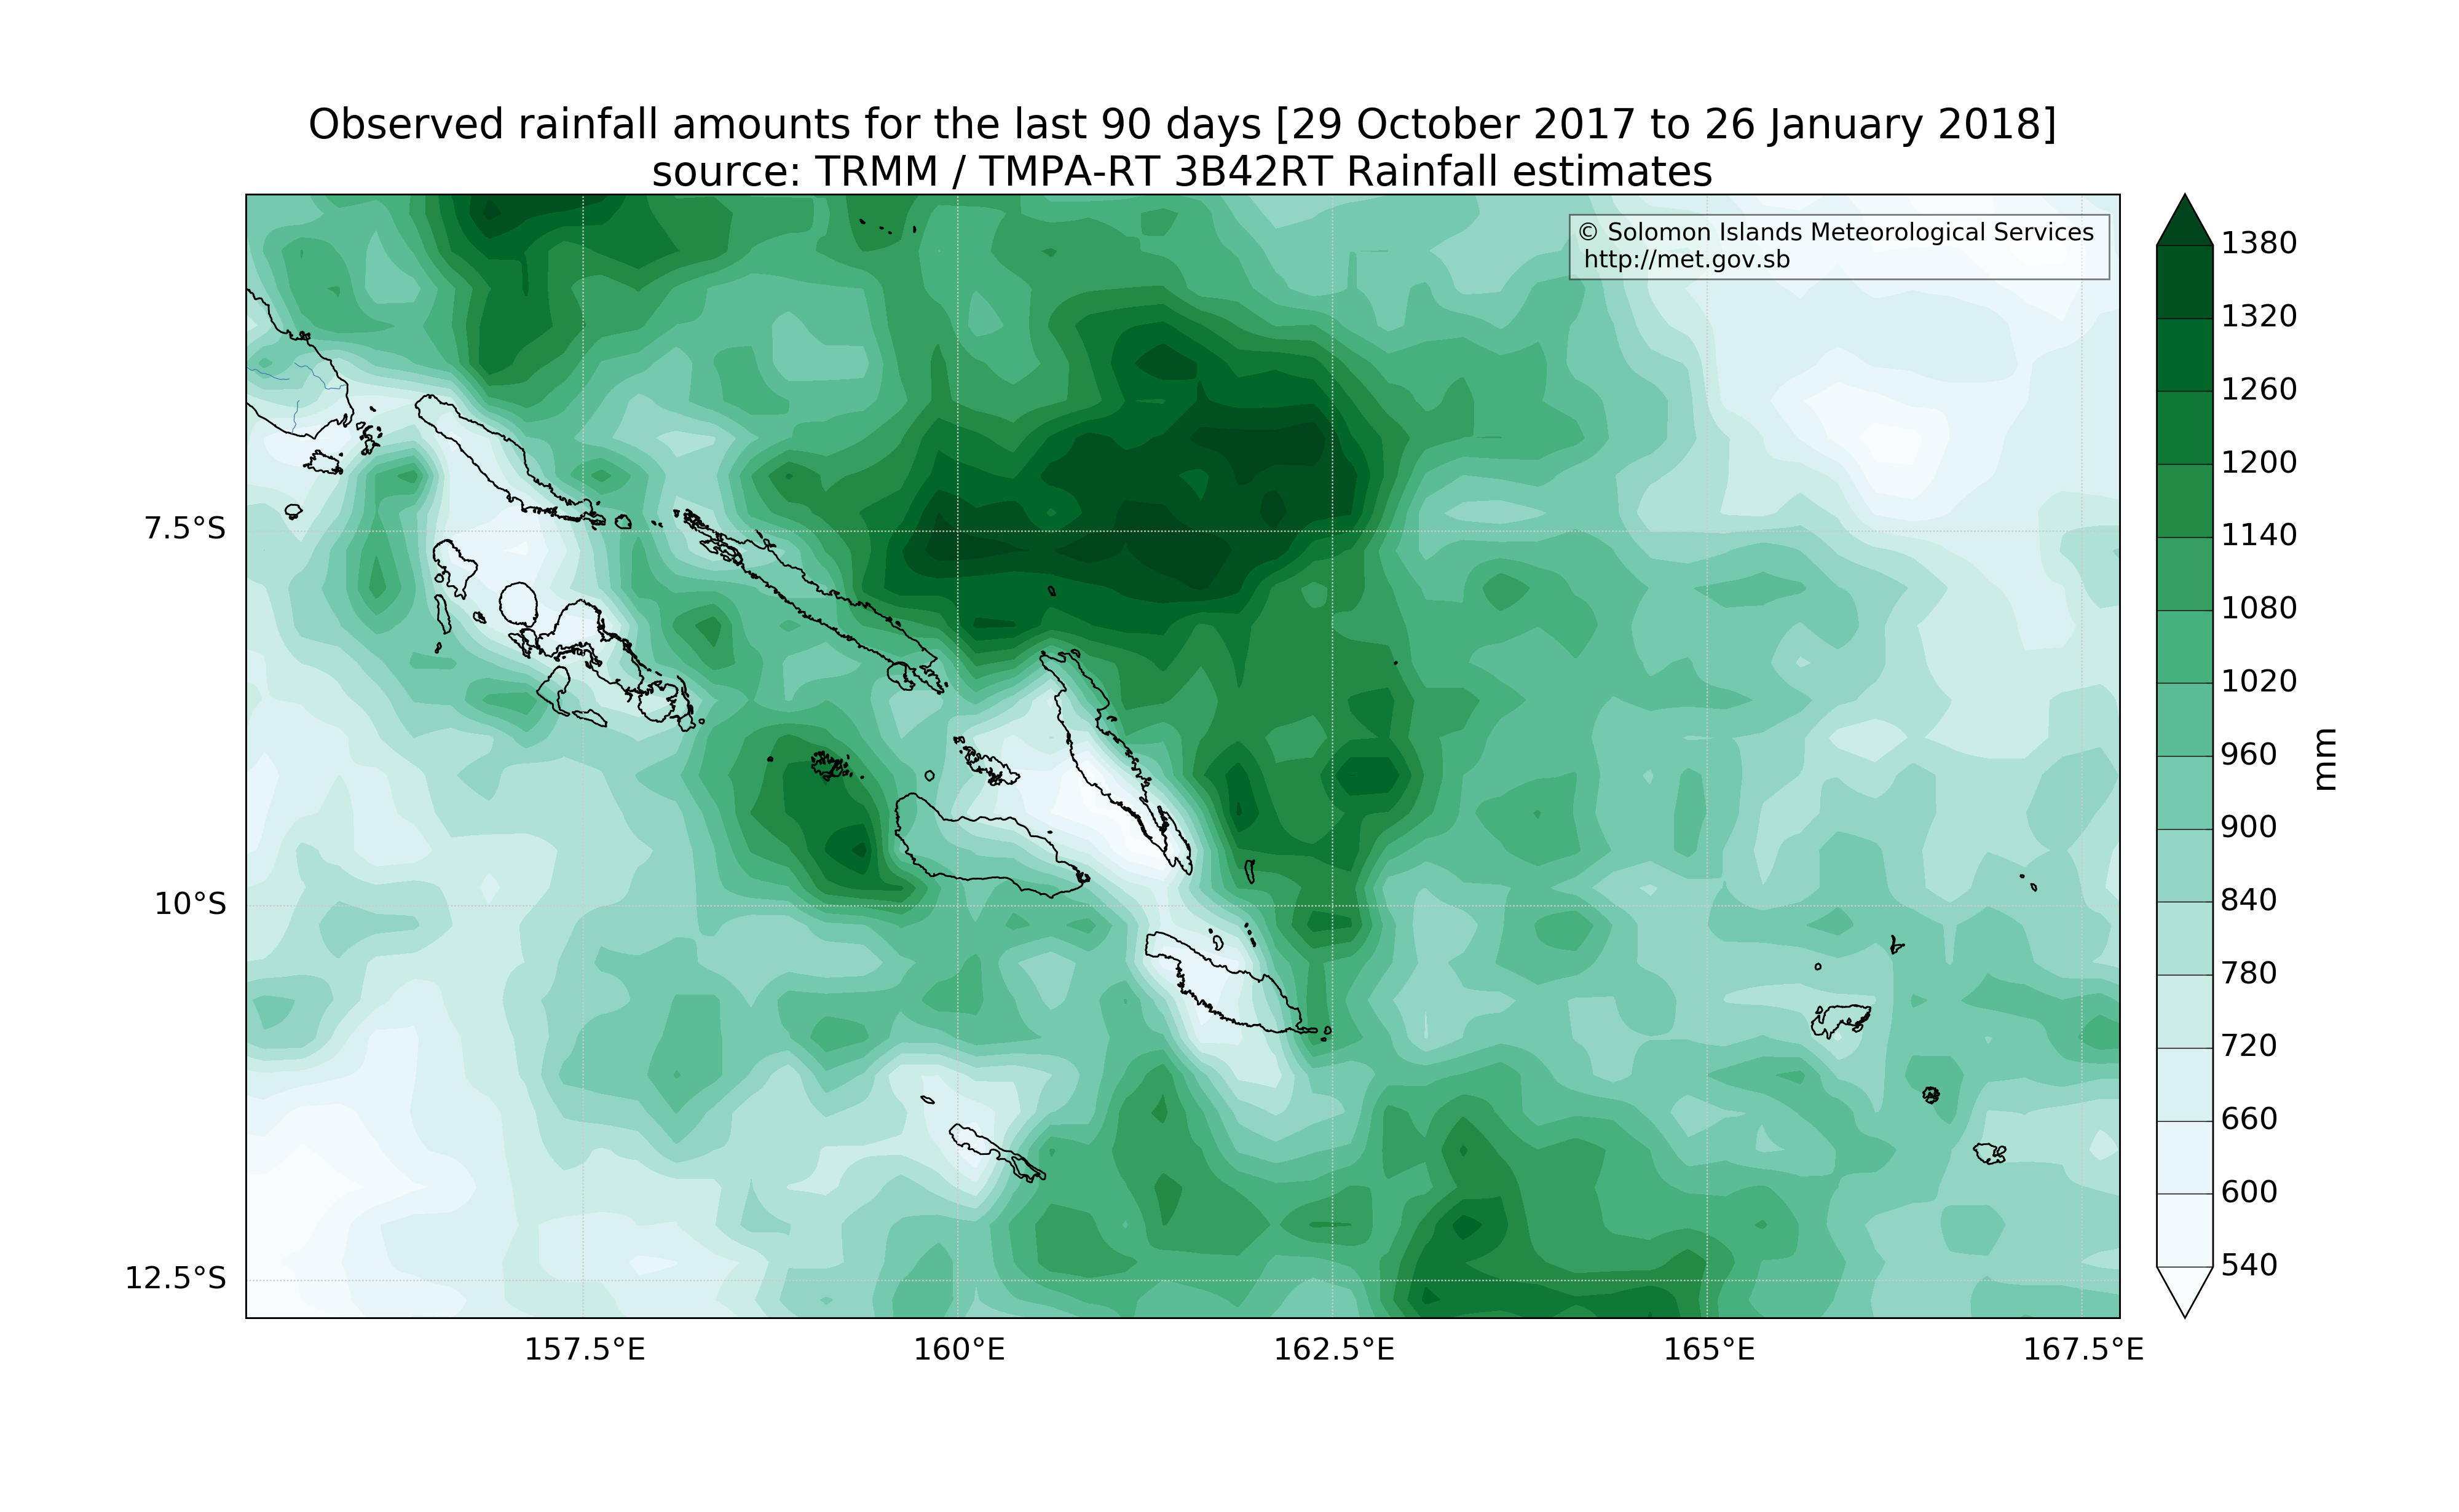 Observed rainfall amounts for the last 90 days [29 October 2017 to 26 January 2018]
source: TRMM / TMPA-RT 3B42RT Rainfall estimates
© Solomon Islands Meteorological Services
http://met.gov.sb
7.5°S
10°S
12.5°S
157.5°E
160°E
162.5°E
165°E
167.5°E
1380
1320
1260
1200
1140
1080
1020
960
900
840
780
720
660
600
540
mm